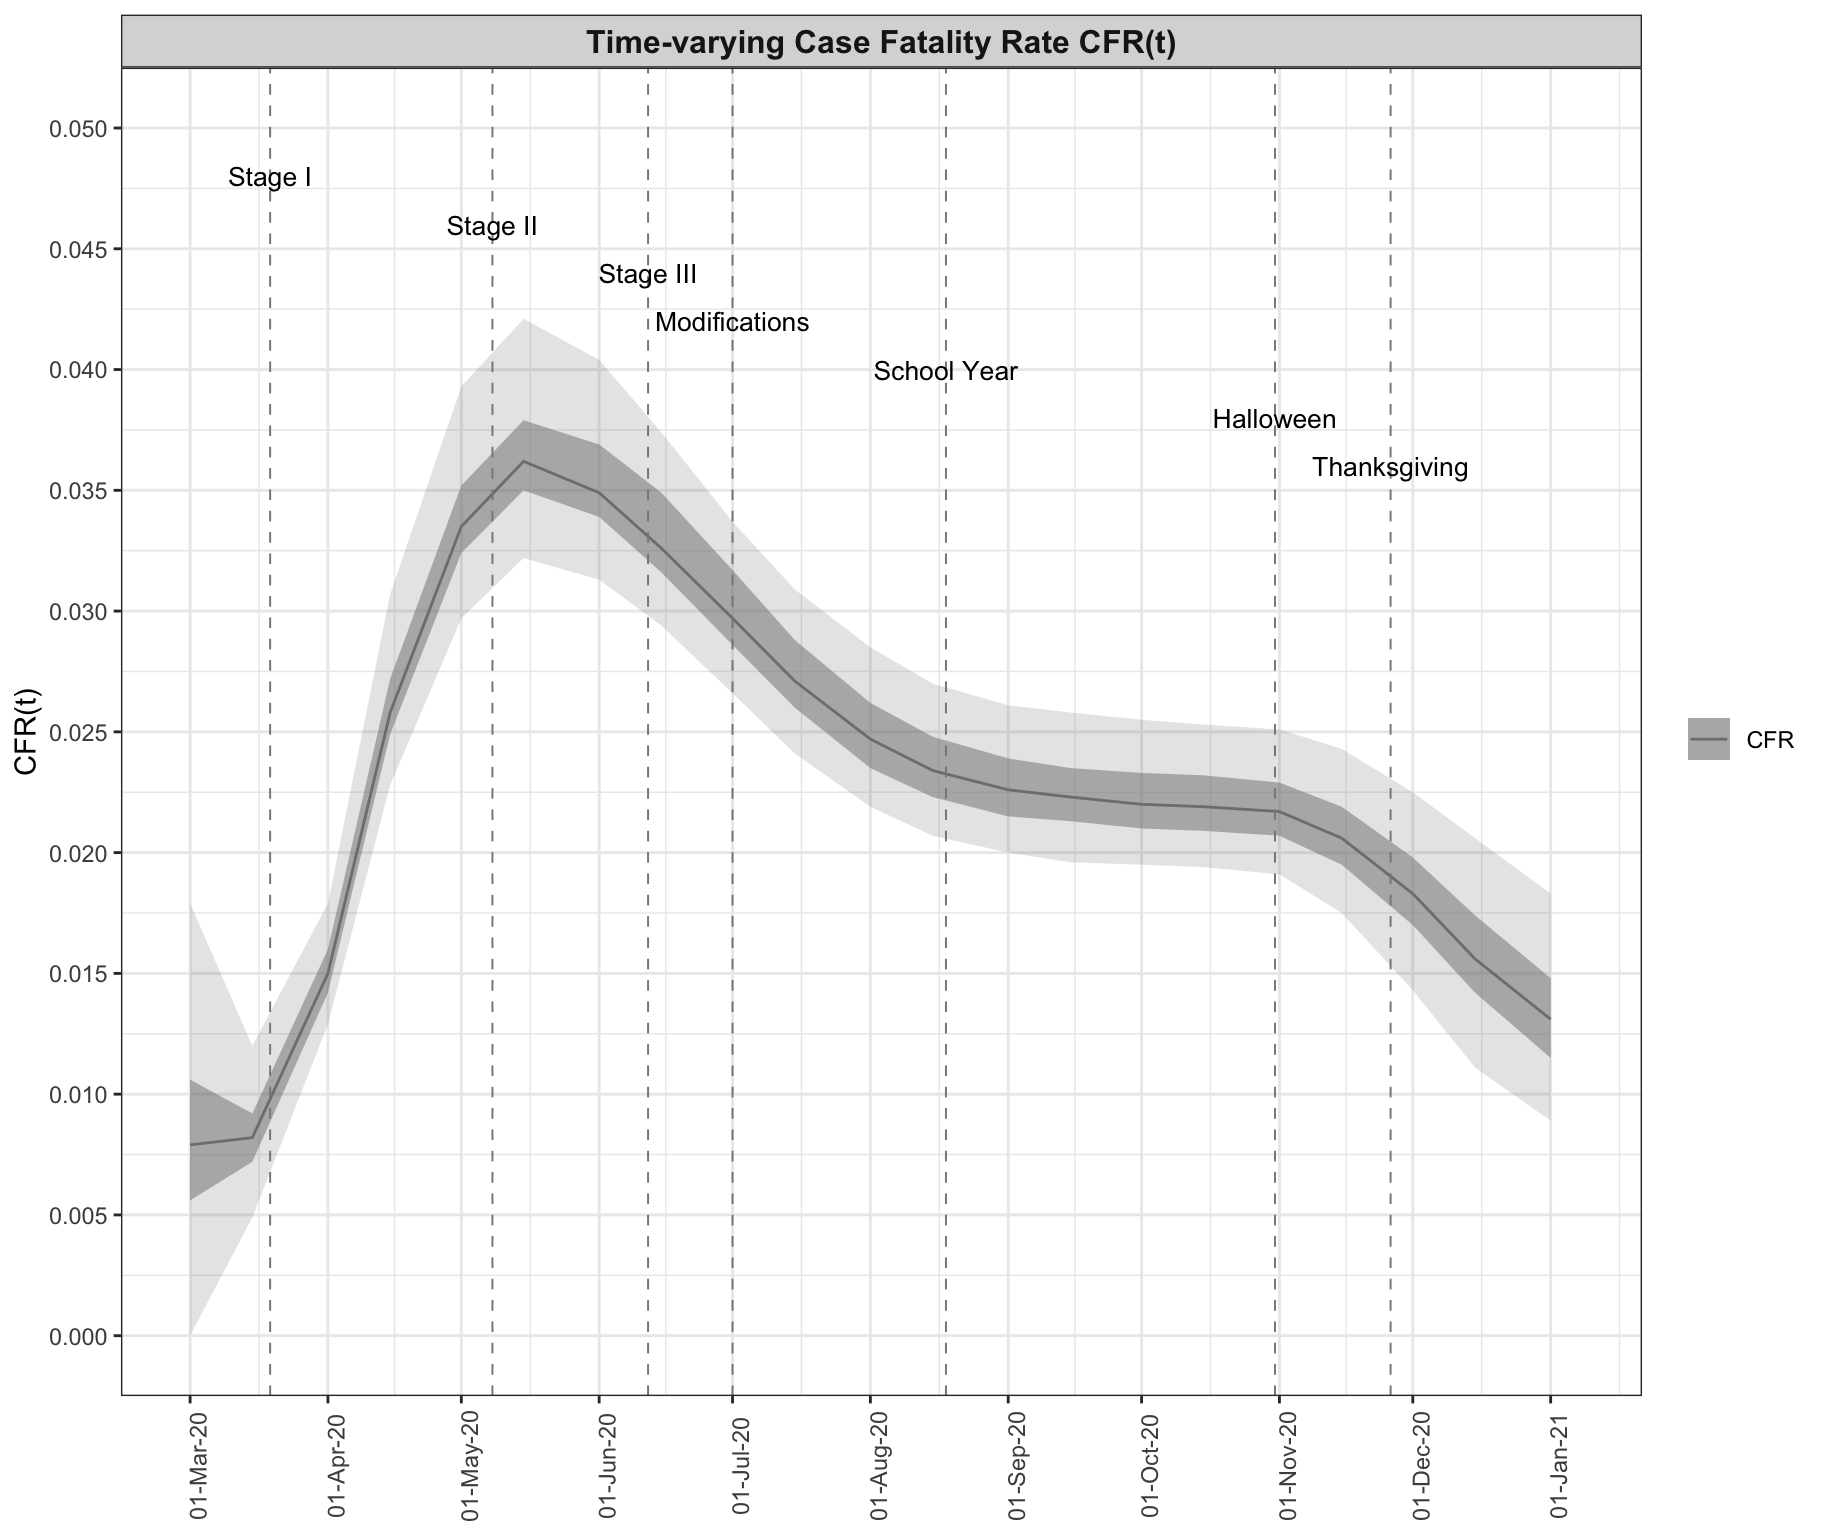 Time-varying Case Fatality Rate CFR(t)
0.050
Stage I
Stage II
0.045
Stage III
Modifications
0.040
School Year
Halloween
Thanksgiving
0.035
0.030
0.025
0.020
0.015
0.010
0.005
0.000
CFR(t)
CFR
01-Mar-20
01-Apr-20
01-May-20
01-Jun-20
01-Jul-20
01-Aug-20
01-Sep-20
01-Oct-20
01-Nov-20
01-Dec-20
01-Jan-21